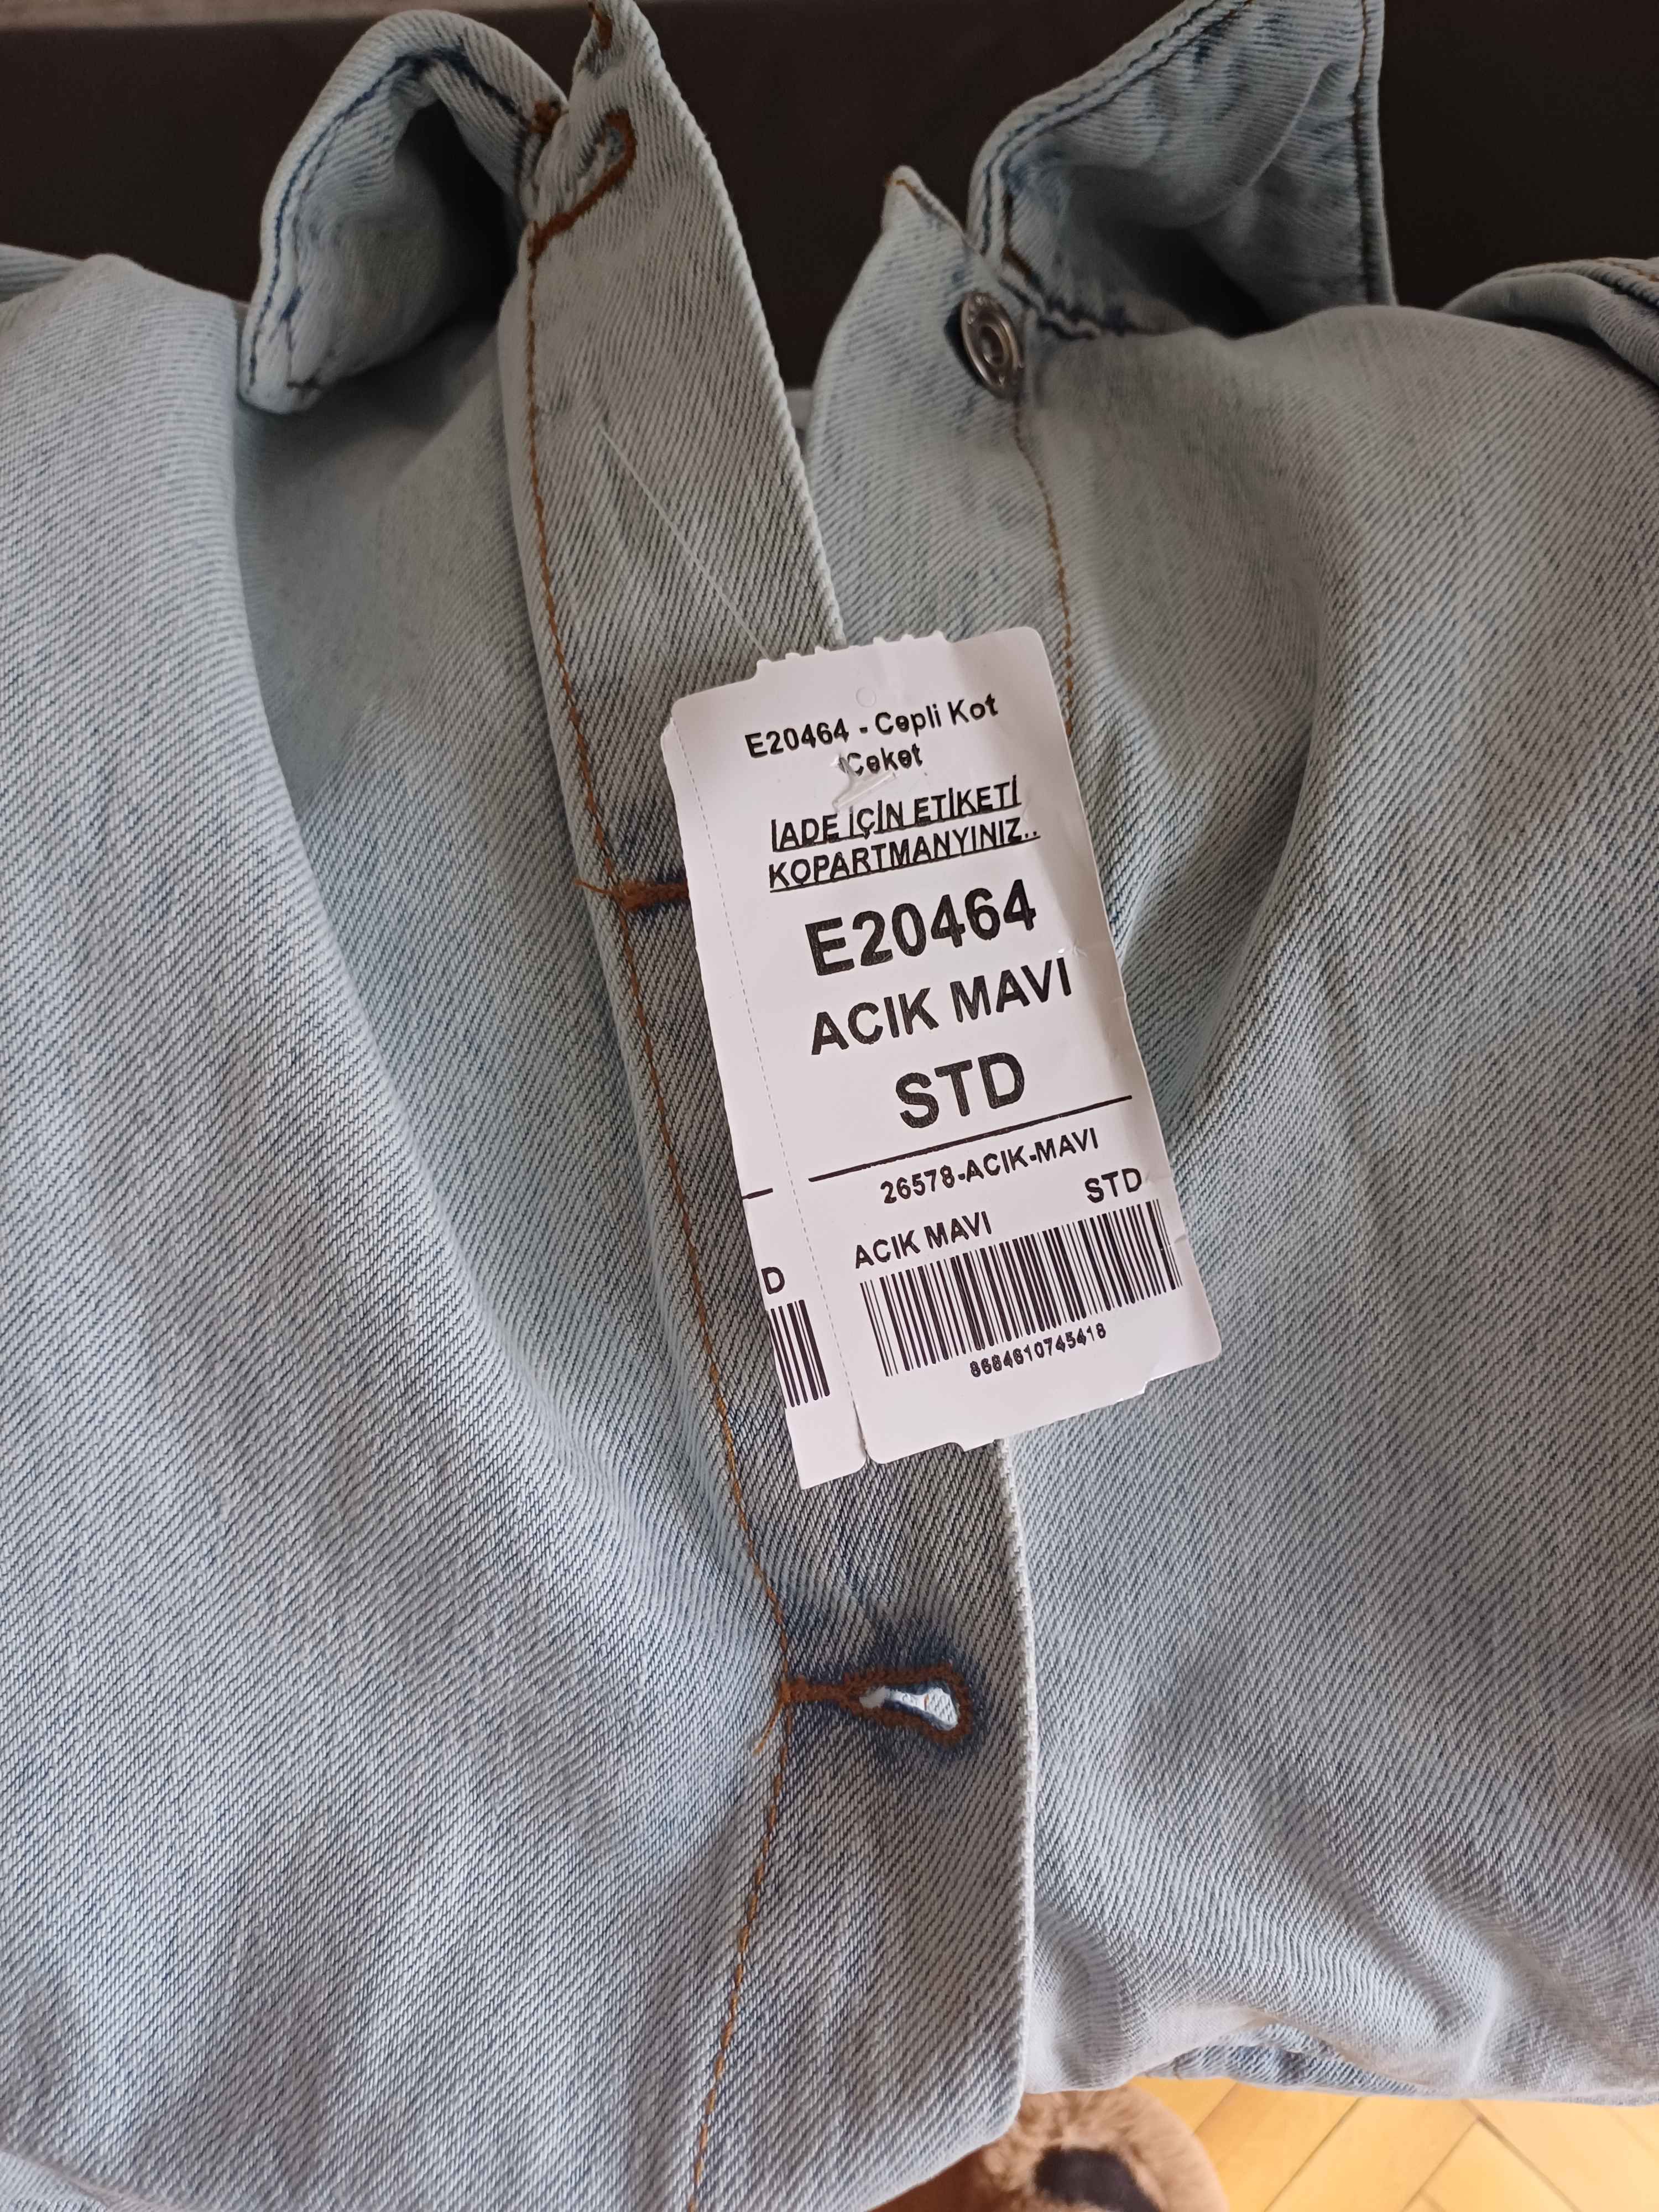 E20464 - Cepli Kot
Ceket
İADE İÇİN ETİKETİ
KOPARTMANYINIZ..
E20464
ACIK MAVI
STD
26578-ACIK-MAVI
ACIK MAVI STD
8684610745418
D